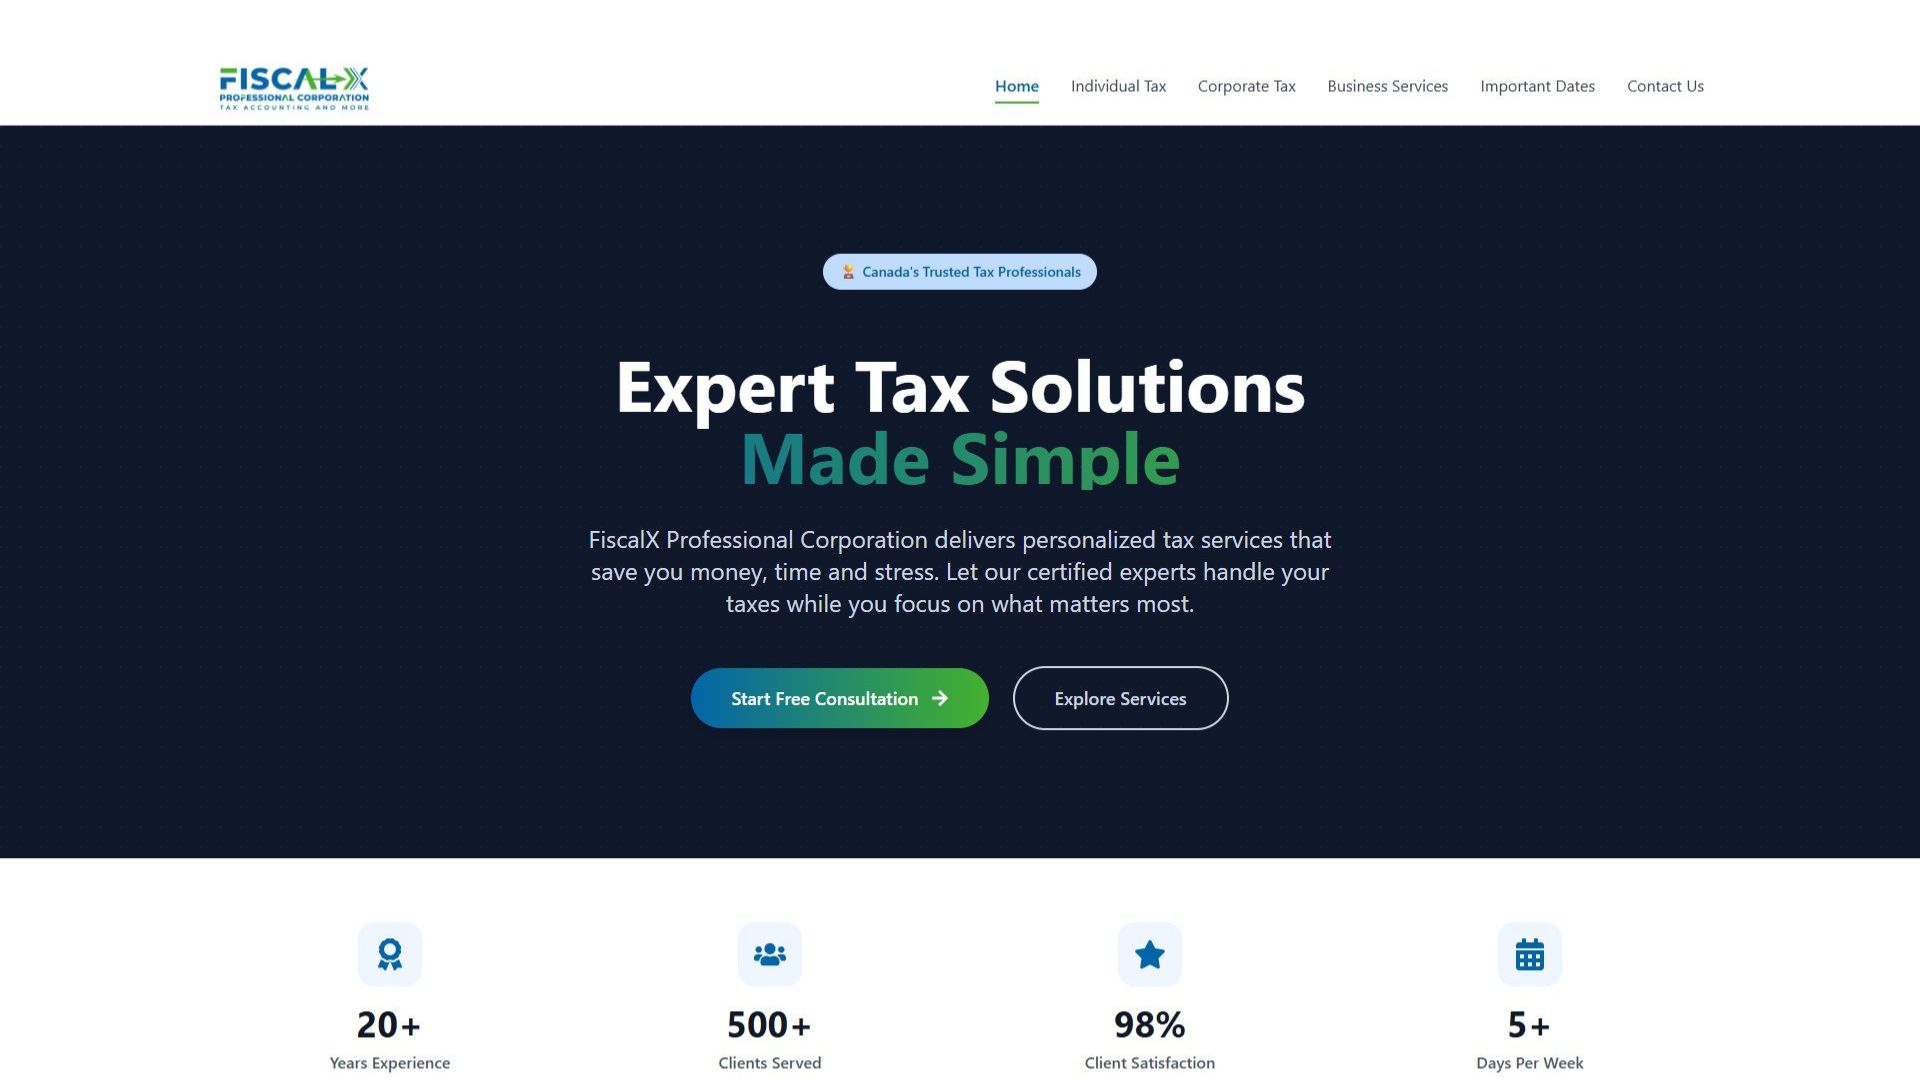 FISCAL-X
PROFESSIONAL CORPORATION
TAX ACCOUNTING AND MORE
Home
Individual Tax
Corporate Tax
Business Services
Important Dates
Contact Us
Canada's Trusted Tax Professionals
Expert Tax Solutions
Made Simple
FiscalX Professional Corporation delivers personalized tax services that
save you money, time and stress. Let our certified experts handle your
taxes while you focus on what matters most.
Start Free Consultation →
Explore Services
20+
Years Experience
500+
Clients Served
98%
Client Satisfaction
5+
Days Per Week